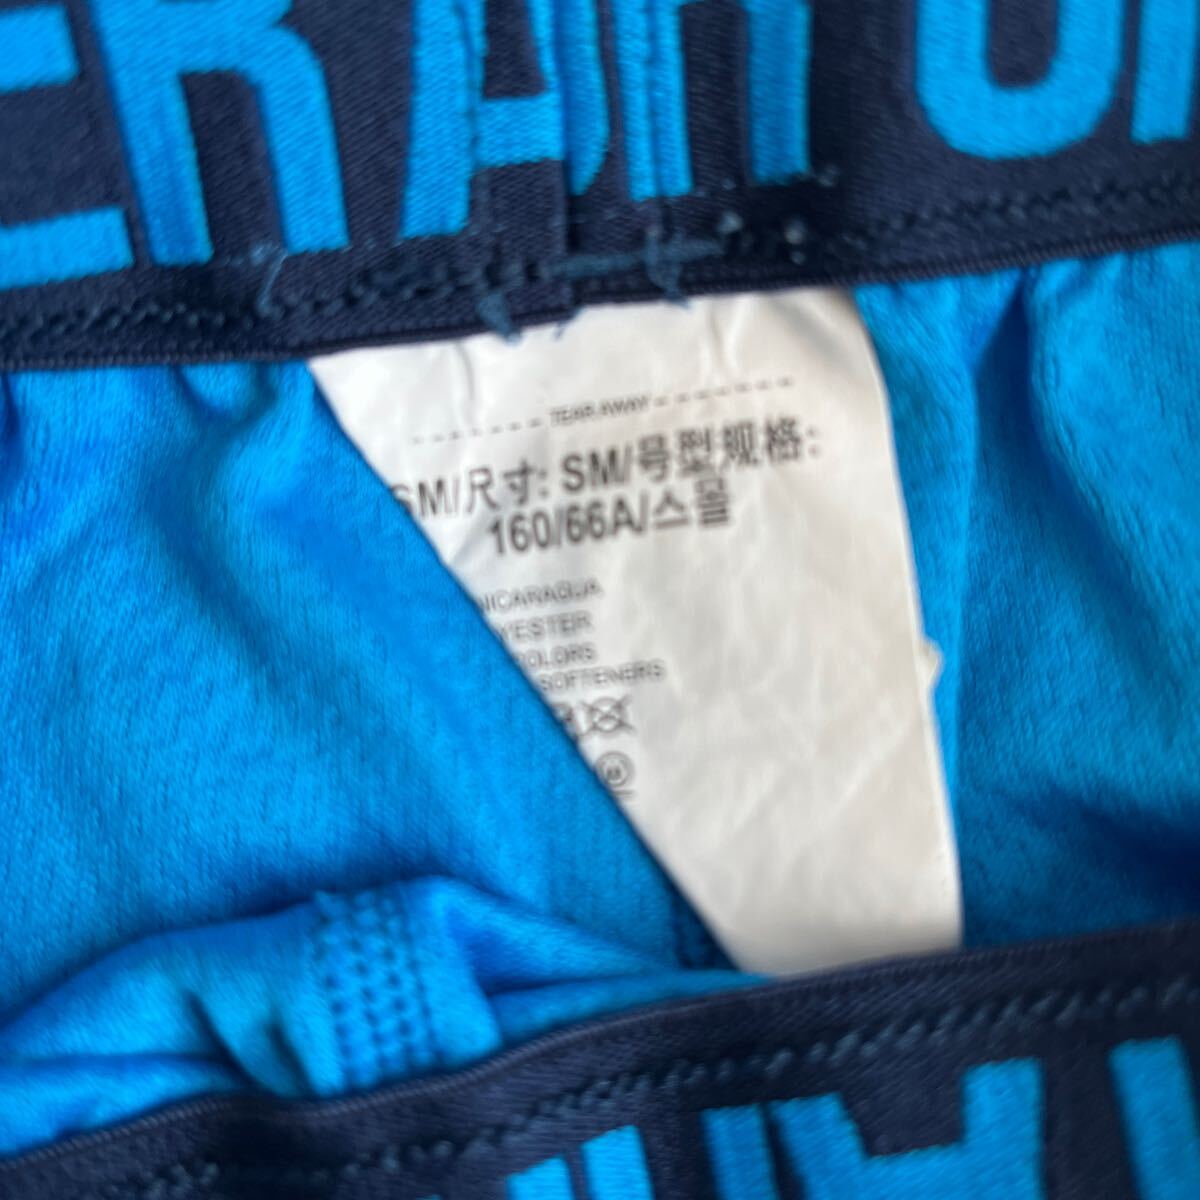 ER AR
TEAR AWAY
SM/尺寸: SM/号型规格:
160/66A/스몰
NICARAGUA
YESTER
COLORS
SOFTENERS